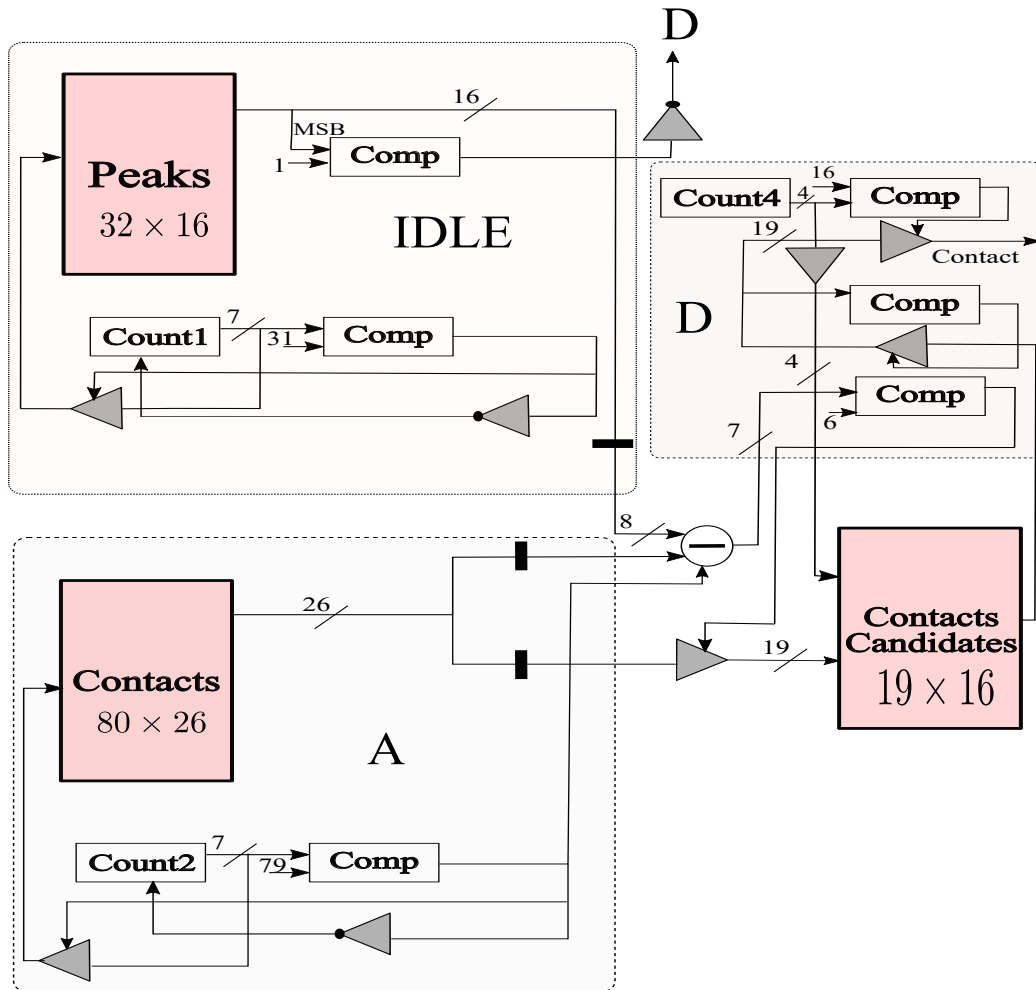 D
16
MSB
1
Comp
Peaks
32 × 16
IDLE
Count1
7
31
Comp
Count4
4
16
Comp
19
Contact
D
Comp
4
Comp
6
7
8
26
Contacts
80 × 26
A
19
Contacts
Candidates
19 × 16
Count2
7
79
Comp